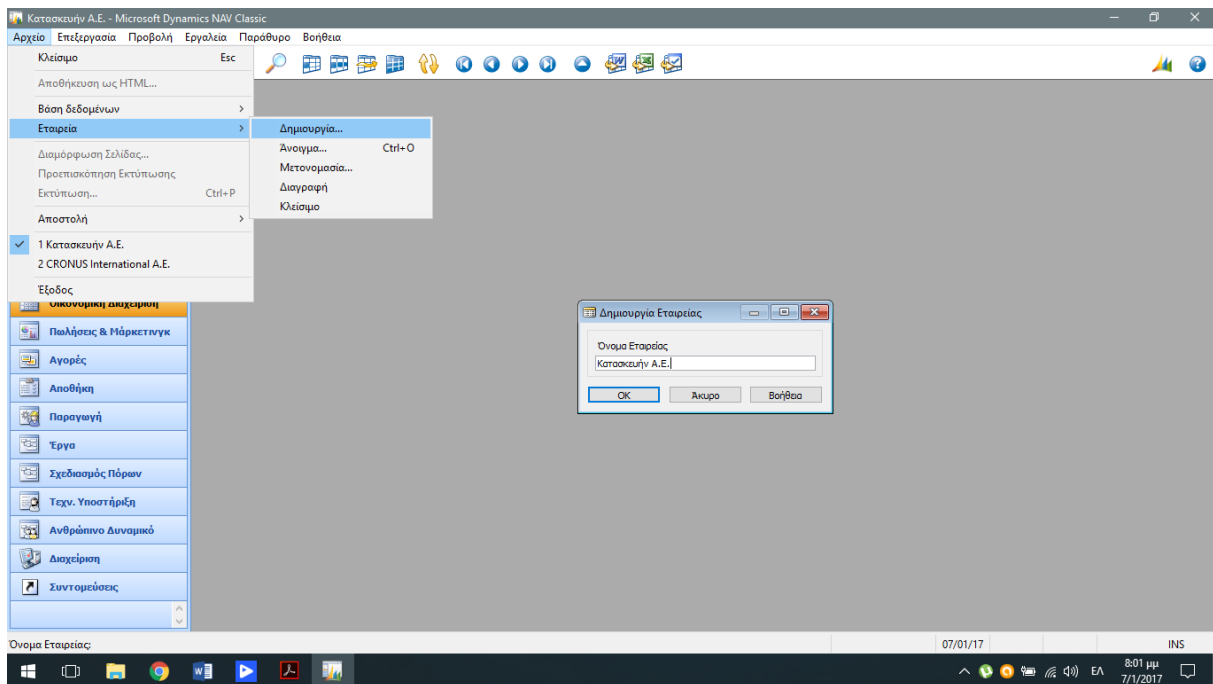 Κατασκευήν Α.Ε. - Microsoft Dynamics NAV Classic
Αρχείο Επεξεργασία Προβολή Εργαλεία Παράθυρο Βοήθεια
Κλείσιμο Esc
Αποθήκευση ως HTML...
Βάση δεδομένων
Εταιρεία
Δημιουργία...
Άνοιγμα... Ctrl+O
Μετονομασία...
Διαγραφή
Κλείσιμο
Διαμόρφωση Σελίδας...
Προεπισκόπηση Εκτύπωσης
Εκτύπωση... Ctrl+P
Αποστολή
1 Κατασκευήν Α.Ε.
2 CRONUS International Α.Ε.
Έξοδος
Οικονομική Διαχείριση
Πωλήσεις & Μάρκετινγκ
Αγορές
Αποθήκη
Παραγωγή
Έργα
Σχεδιασμός Πόρων
Τεχν. Υποστήριξη
Ανθρώπινο Δυναμικό
Διαχείριση
Συντομεύσεις
Δημιουργία Εταιρείας
Όνομα Εταιρείας
Κατασκευήν Α.Ε.
OK Άκυρο Βοήθεια
Όνομα Εταιρείας: 07/01/17 INS
ΕΛ 8:01 μμ
7/1/2017